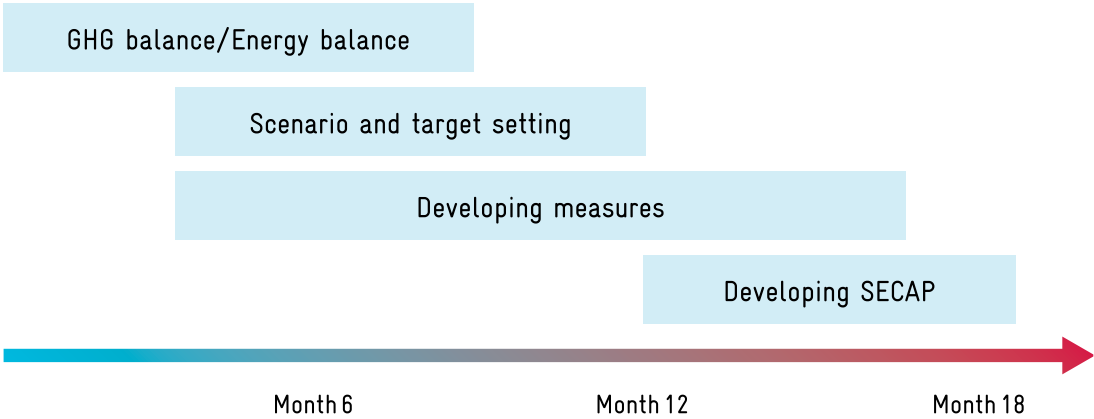 GHG balance/Energy balance
Scenario and target setting
Developing measures
Developing SECAP
Month 6
Month 12
Month 18